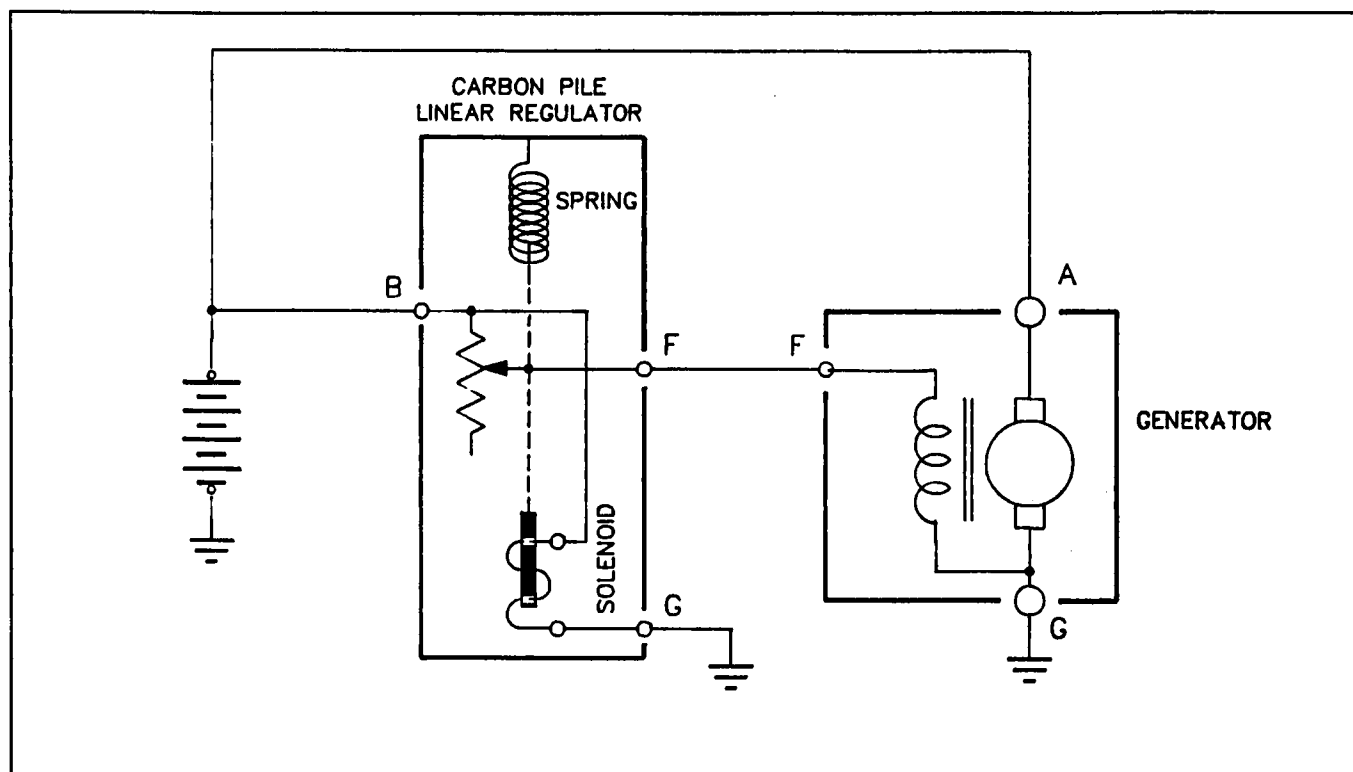 CARBON PILE
LINEAR REGULATOR
SPRING
B
A
F
F
GENERATOR
SOLENOID
G
G